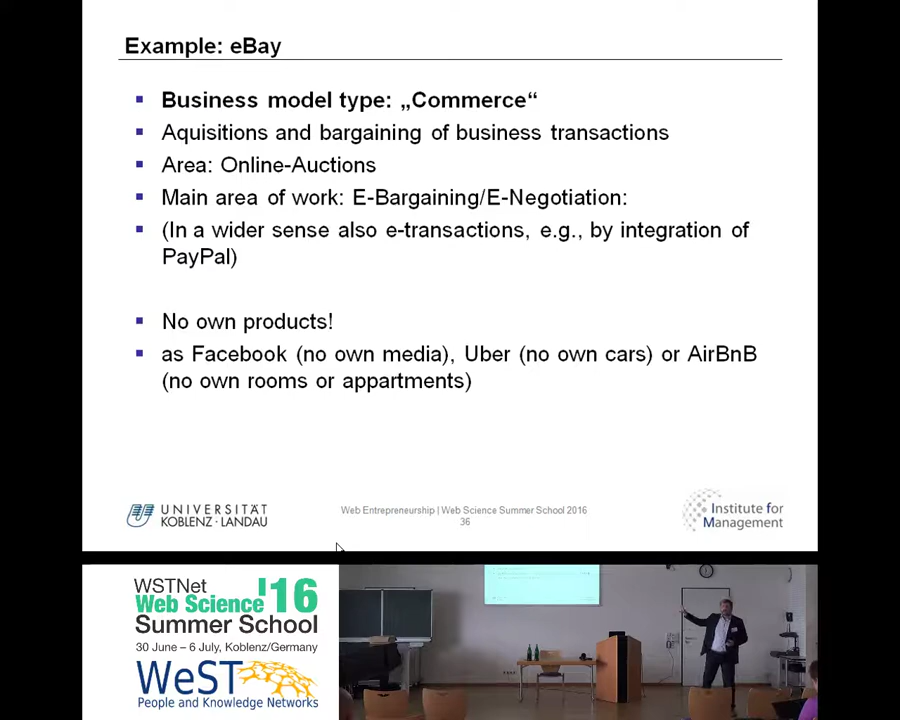 Example: eBay
Business model type: „Commerce“
Aquisitions and bargaining of business transactions
Area: Online-Auctions
Main area of work: E-Bargaining/E-Negotiation:
(In a wider sense also e-transactions, e.g., by integration of
PayPal)
No own products!
as Facebook (no own media), Uber (no own cars) or AirBnB
(no own rooms or appartments)
UNIVERSITÄT
KOBLENZ · LANDAU
Web Entrepreneurship | Web Science Summer School 2016
36
Institute for
Management
WSTNet
Web Science '16
Summer School
30 June – 6 July, Koblenz/Germany
WeST
People and Knowledge Networks